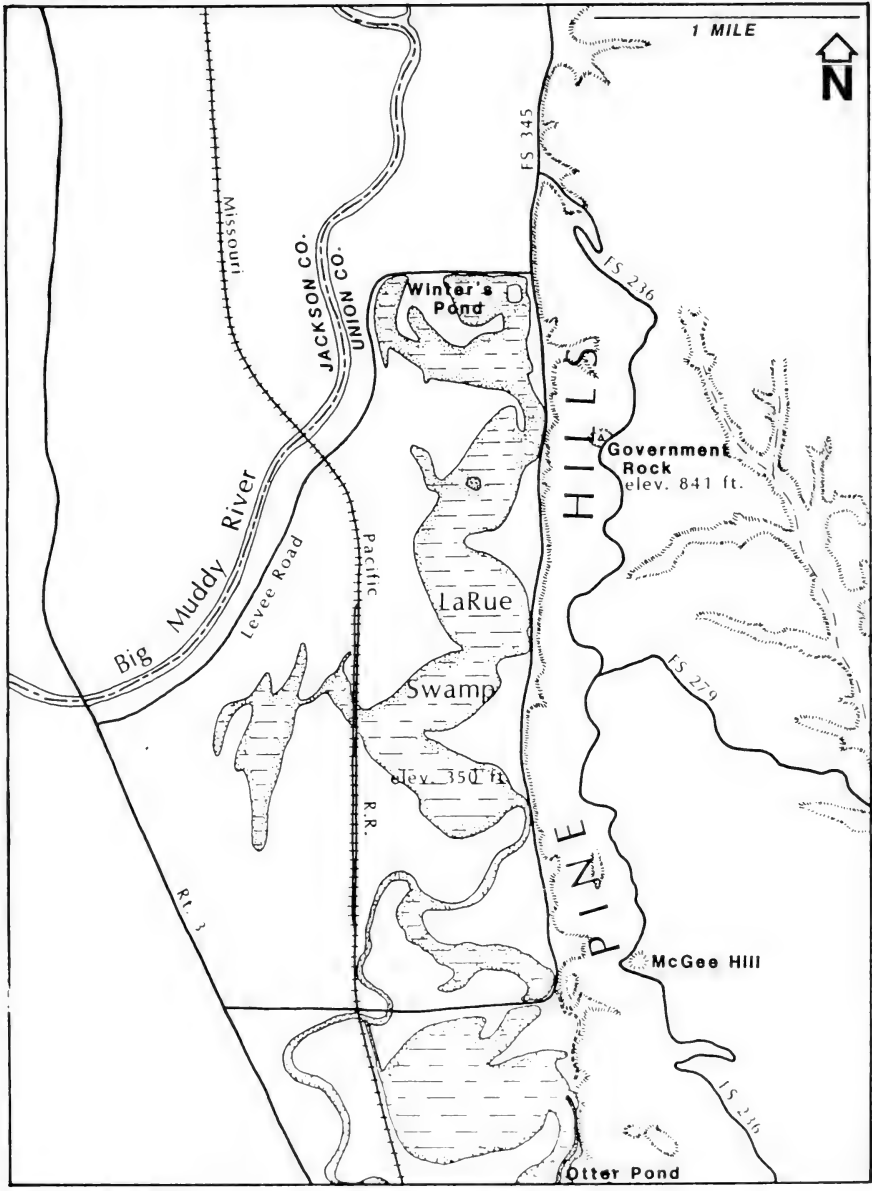 1 MILE
N
FS 345
Missouri
JACKSON CO.
UNION CO.
FS 236
Winter's
Pond
HILLS
Government
Rock
elev. 841 ft.
Big Muddy River
Levee Road
Pacific
LaRue
Swamp
FS 279
elev. 350 ft.
R.R.
PINE
Rt. 3
McGee Hill
FS 236
Otter Pond